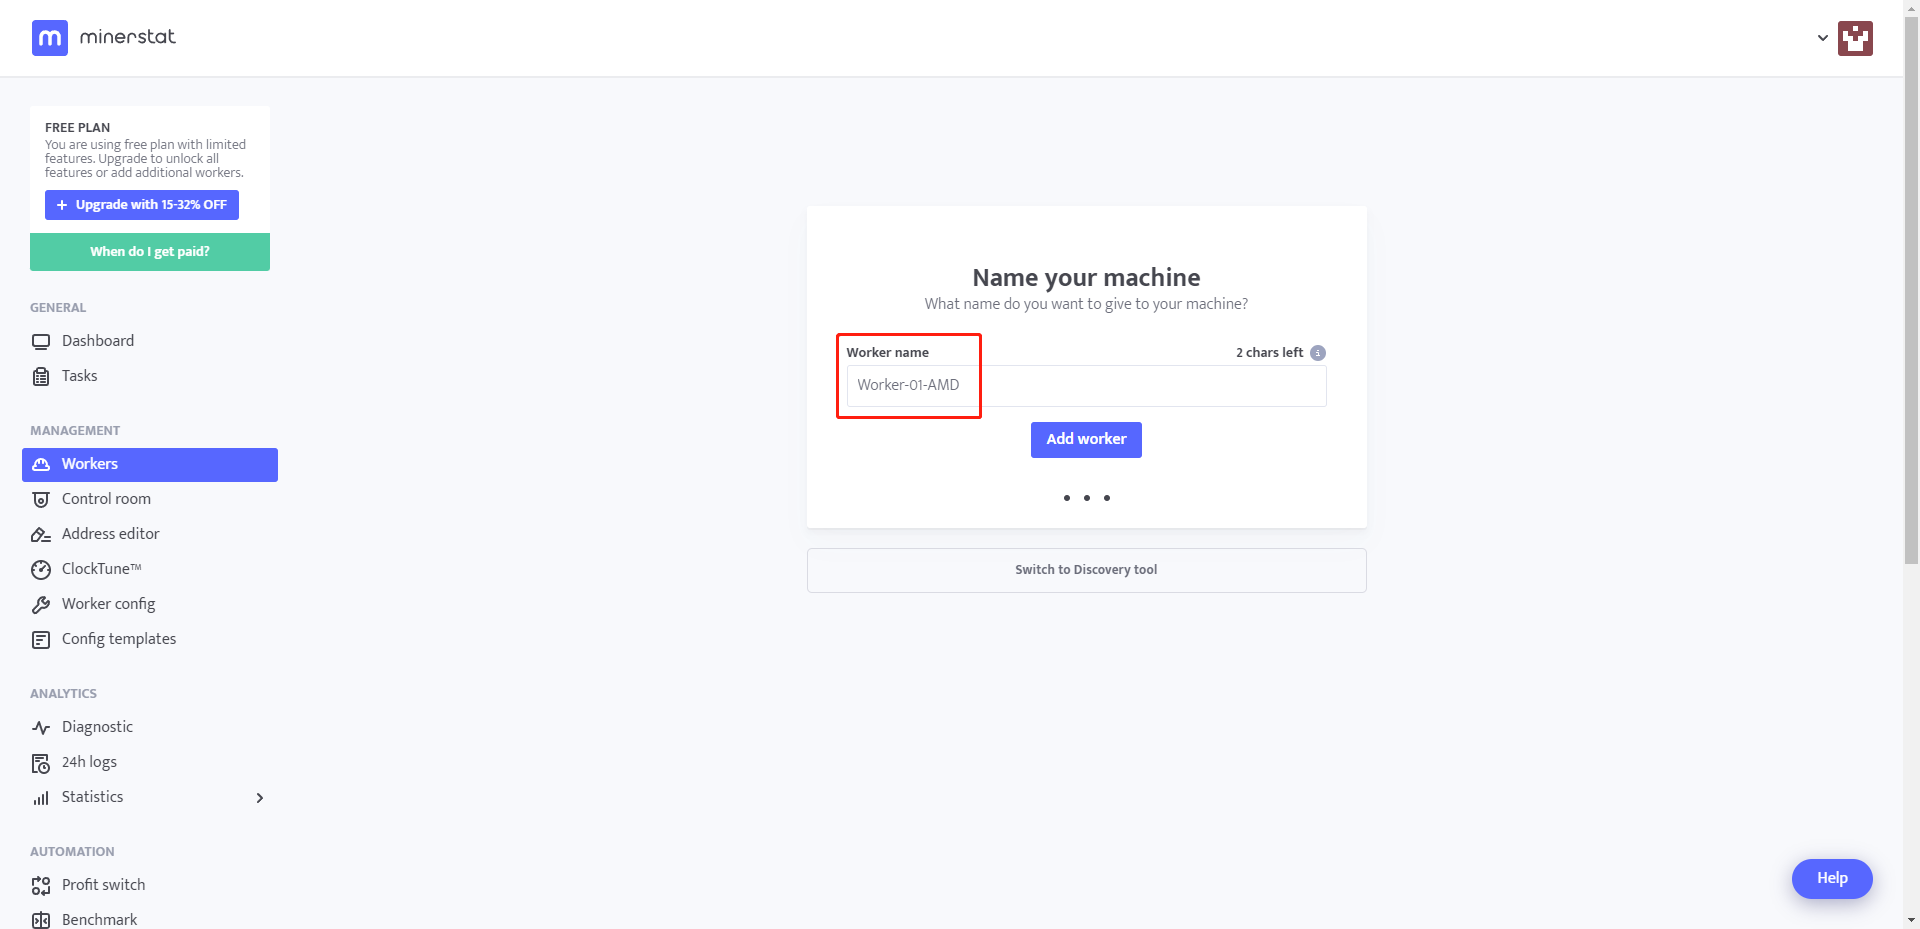 minerstat
FREE PLAN
You are using free plan with limited
features. Upgrade to unlock all
features or add additional workers.
+ Upgrade with 15-32% OFF
When do I get paid?
GENERAL
Dashboard
Tasks
MANAGEMENT
Workers
Control room
Address editor
ClockTune™
Worker config
Config templates
ANALYTICS
Diagnostic
24h logs
Statistics
AUTOMATION
Profit switch
Benchmark
Name your machine
What name do you want to give to your machine?
Worker name 2 chars left i
Worker-01-AMD
Add worker
Switch to Discovery tool
Help